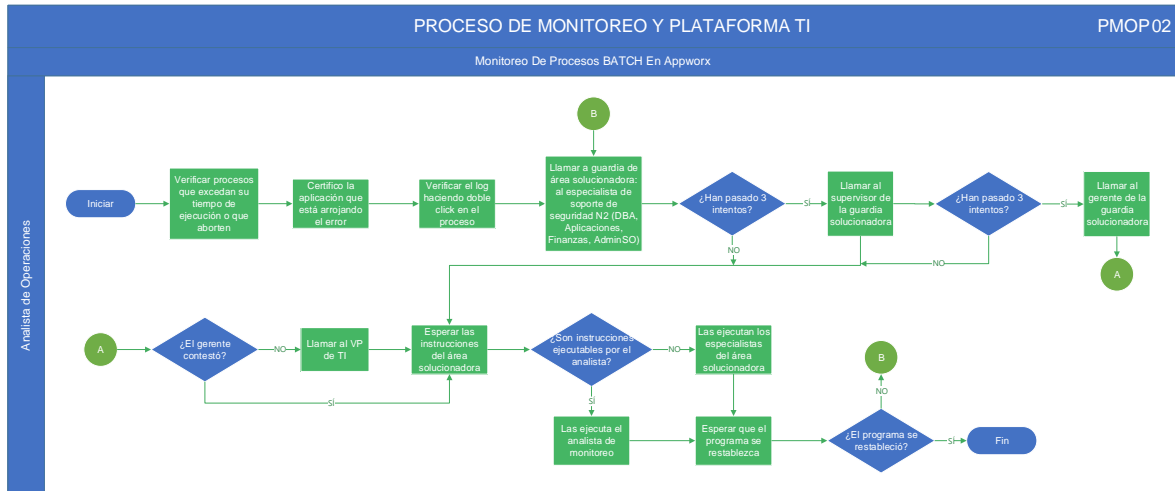 PROCESO DE MONITOREO Y PLATAFORMA TI
PMOP02
Monitoreo De Procesos BATCH En Appworx
Analista de Operaciones
B
Iniciar
Verificar procesos
que excedan su
tiempo de
ejecución o que
aborten
Certifico la
aplicación que
está arrojando
el error
Verificar el log
haciendo doble
click en el
proceso
Llamar a guardia de
área solucionadora:
al especialista de
soporte de
seguridad N2 (DBA,
Aplicaciones,
Finanzas, AdminSO)
¿Han pasado 3
intentos?
SÍ
NO
Llamar al
supervisor de
la guardia
solucionadora
¿Han pasado 3
intentos?
SÍ
NO
Llamar al
gerente de la
guardia
solucionadora
A
A
¿El gerente
contestó?
NO
SÍ
Llamar al VP
de TI
Esperar las
instrucciones
del área
solucionadora
¿Son instrucciones
ejecutables por el
analista?
NO
SÍ
Las ejecutan los
especialistas
del área
solucionadora
Las ejecuta el
analista de
monitoreo
Esperar que el
programa se
restablezca
B
NO
¿El programa se
restableció?
SÍ
Fin